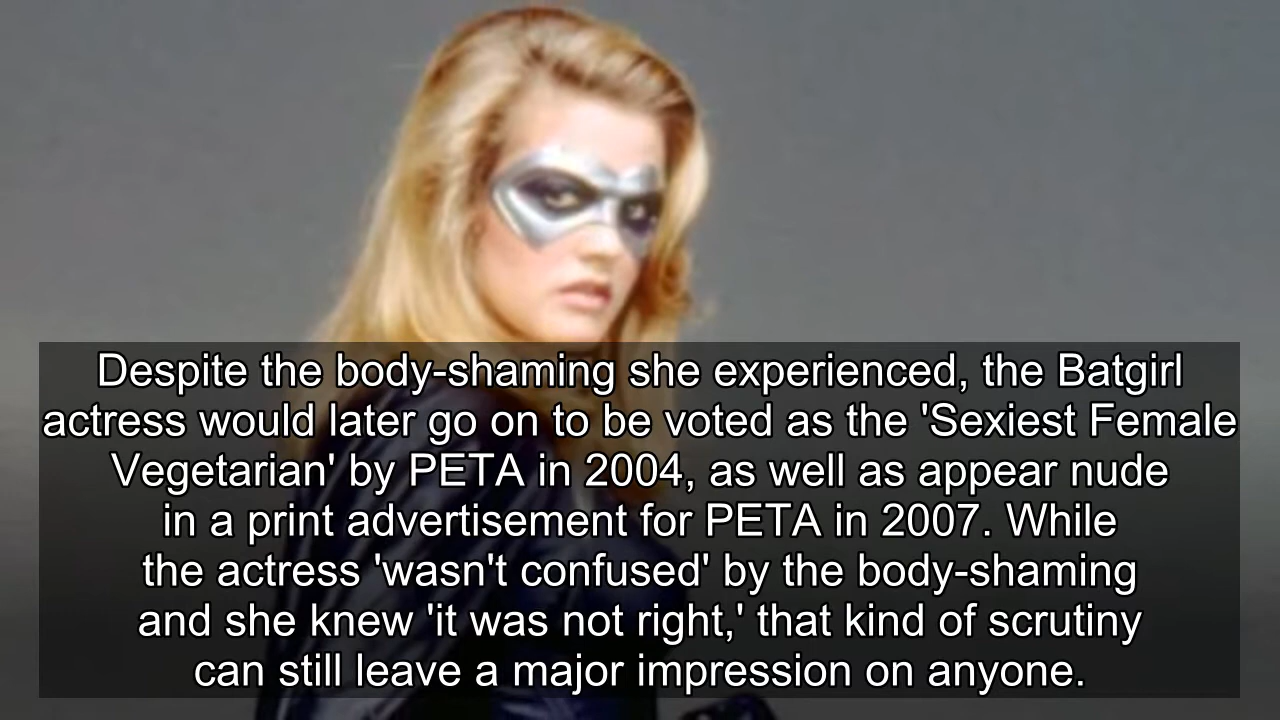 Despite the body-shaming she experienced, the Batgirl
actress would later go on to be voted as the 'Sexiest Female
Vegetarian' by PETA in 2004, as well as appear nude
in a print advertisement for PETA in 2007. While
the actress 'wasn't confused' by the body-shaming
and she knew 'it was not right,' that kind of scrutiny
can still leave a major impression on anyone.